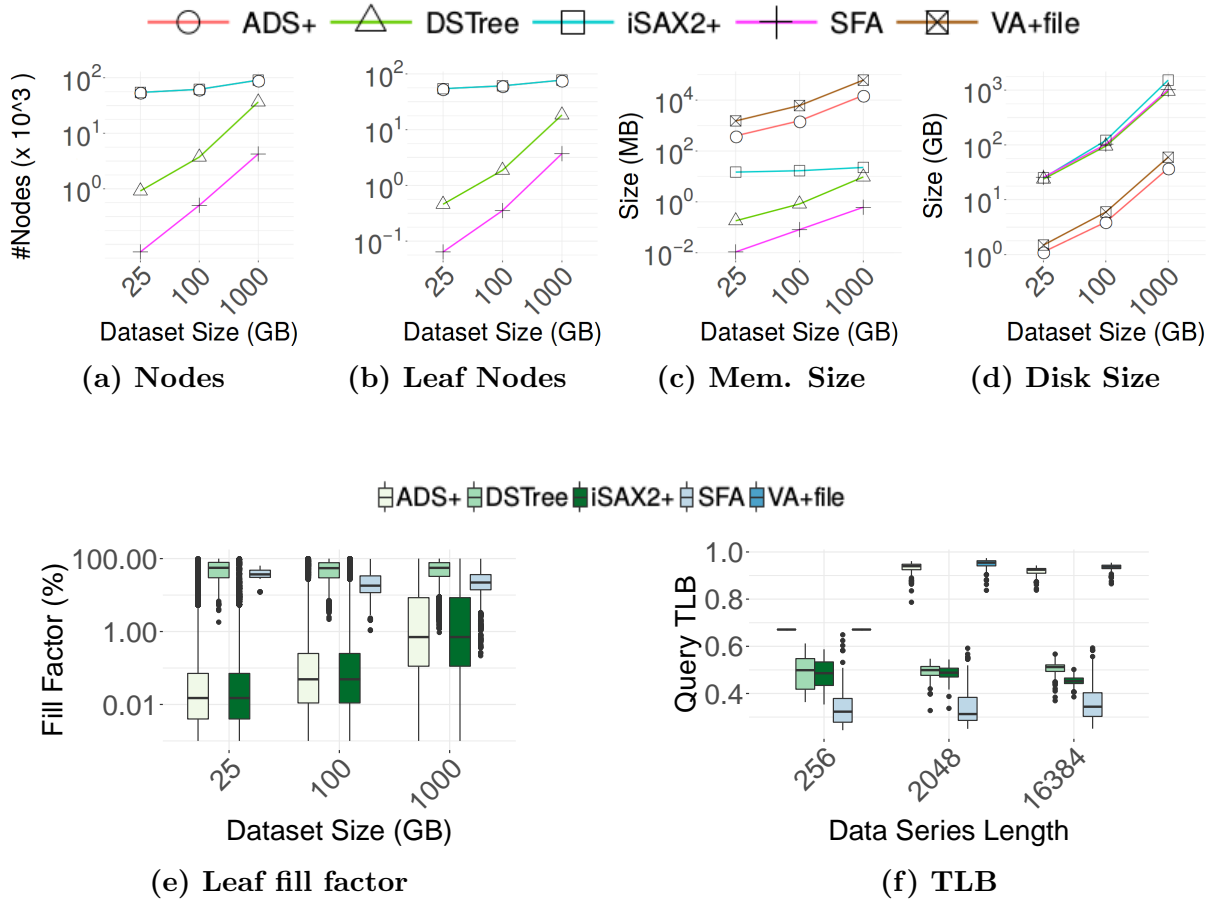 ADS+ DSTree iSAX2+ SFA VA+file
#Nodes (x 10^3)
10^2
10^1
10^0
25 100 1000
Dataset Size (GB)
(a) Nodes
10^2
10^1
10^0
10^−1
25 100 1000
Dataset Size (GB)
(b) Leaf Nodes
Size (MB)
10^4
10^2
10^0
10^−2
25 100 1000
Dataset Size (GB)
(c) Mem. Size
Size (GB)
10^3
10^2
10^1
10^0
25 100 1000
Dataset Size (GB)
(d) Disk Size
ADS+ DSTree iSAX2+ SFA VA+file
Fill Factor (%)
100.00
1.00
0.01
25 100 1000
Dataset Size (GB)
(e) Leaf fill factor
Query TLB
1.0
0.8
0.6
0.4
256 2048 16384
Data Series Length
(f) TLB